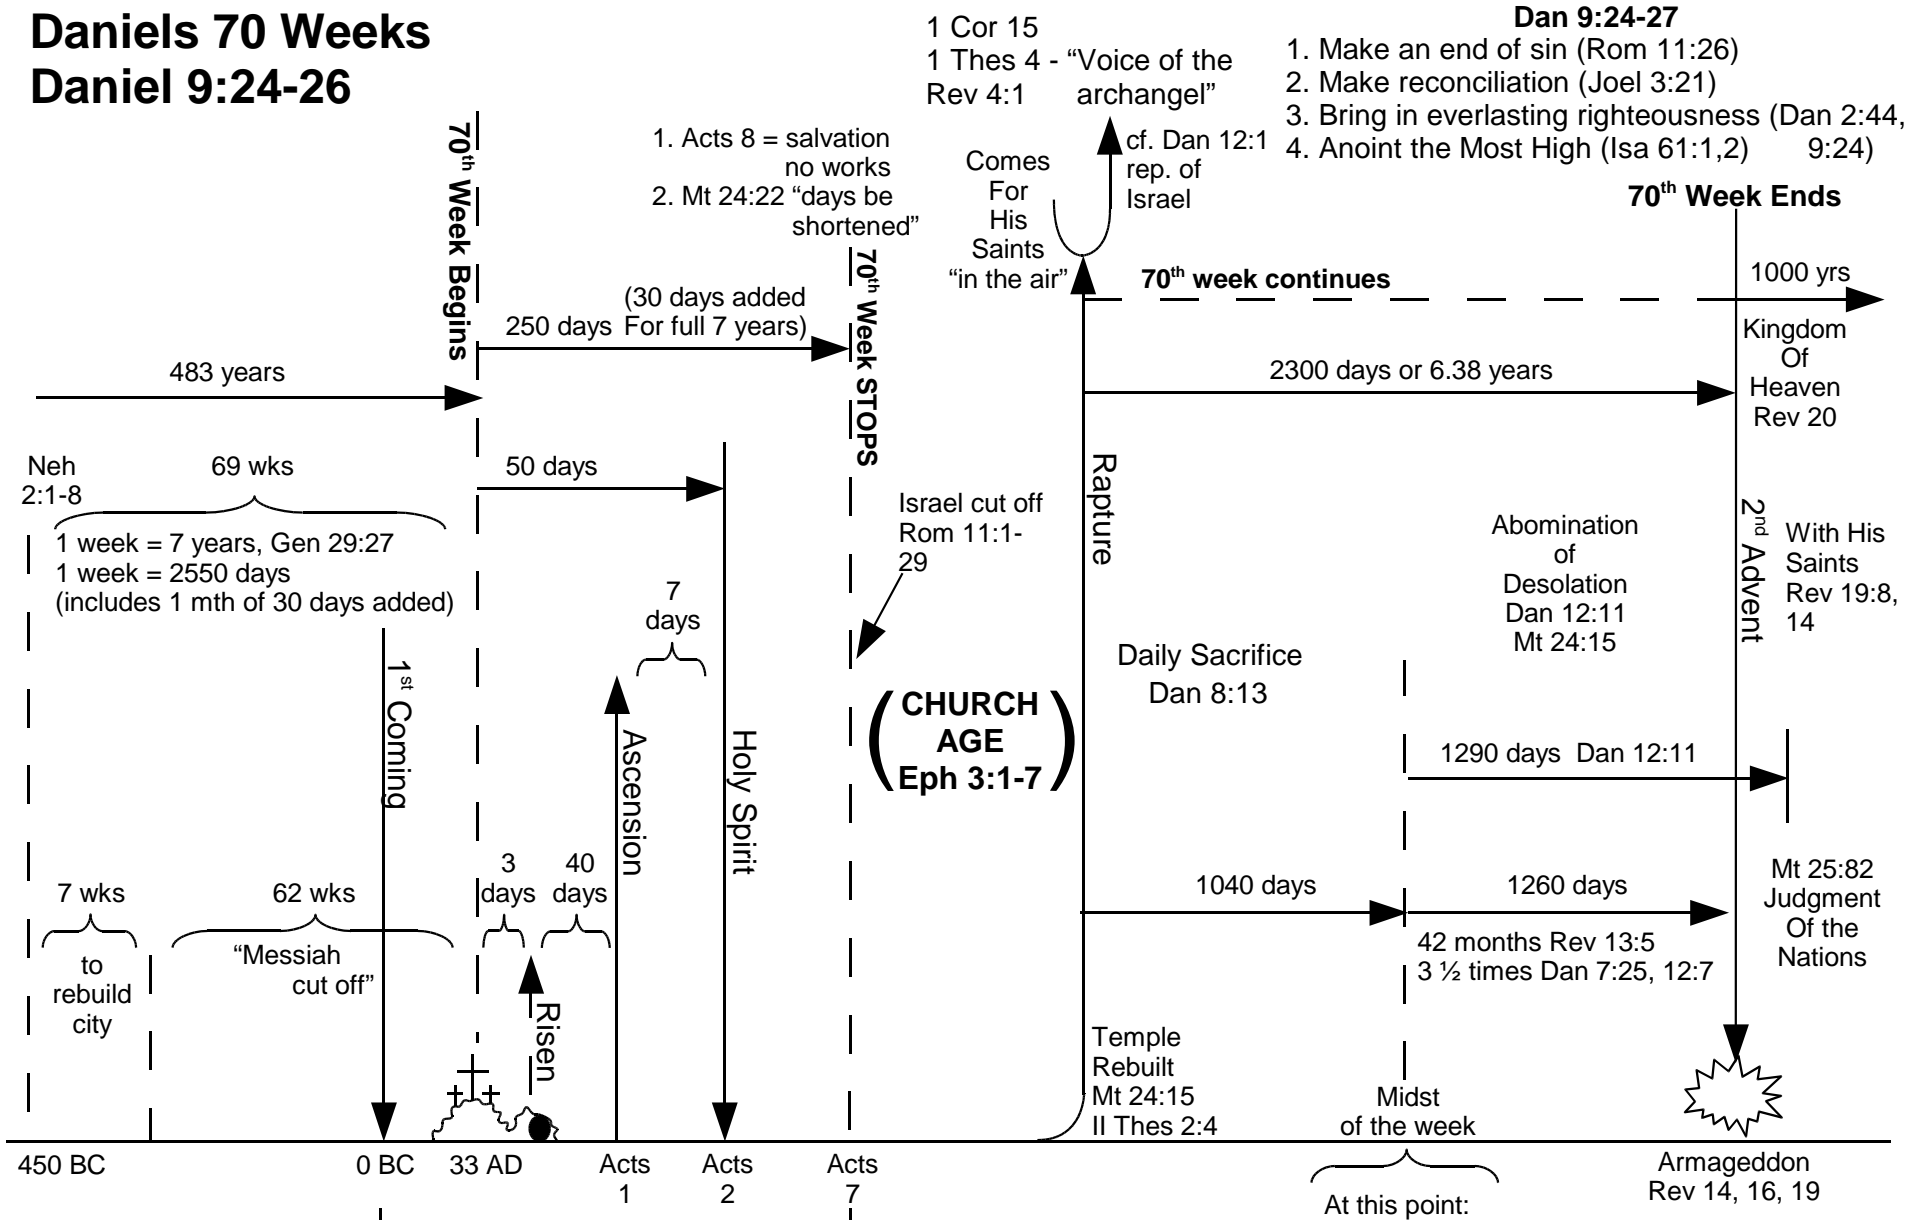 Daniels 70 Weeks
Daniel 9:24-26
1 Cor 15
1 Thes 4 - “Voice of the
Rev 4:1 archangel”
Dan 9:24-27
1. Make an end of sin (Rom 11:26)
2. Make reconciliation (Joel 3:21)
3. Bring in everlasting righteousness (Dan 2:44,
4. Anoint the Most High (Isa 61:1,2) 9:24)
70th Week Begins
1. Acts 8 = salvation
no works
2. Mt 24:22 “days be
shortened”
Comes
For
His
Saints
“in the air”
cf. Dan 12:1
rep. of
Israel
70th Week Ends
70th Week STOPS
70th week continues
1000 yrs
(30 days added
250 days For full 7 years)
Kingdom
Of
Heaven
Rev 20
483 years
2300 days or 6.38 years
Neh
2:1-8
69 wks
50 days
1 week = 7 years, Gen 29:27
1 week = 2550 days
(includes 1 mth of 30 days added)
Israel cut off
Rom 11:1-
29
Rapture
Abomination
of
Desolation
Dan 12:11
Mt 24:15
2nd Advent
With His
Saints
Rev 19:8,
14
7
days
1st Coming
Ascension
Holy Spirit
CHURCH
AGE
Eph 3:1-7
( )
Daily Sacrifice
Dan 8:13
1290 days Dan 12:11
7 wks
62 wks
3
days
40
days
1040 days
1260 days
Mt 25:82
Judgment
Of the
Nations
to
rebuild
city
“Messiah
cut off”
42 months Rev 13:5
3 ½ times Dan 7:25, 12:7
Risen
Temple
Rebuilt
Mt 24:15
II Thes 2:4
Midst
of the week
450 BC
0 BC
33 AD
Acts
1
Acts
2
Acts
7
At this point:
Armageddon
Rev 14, 16, 19